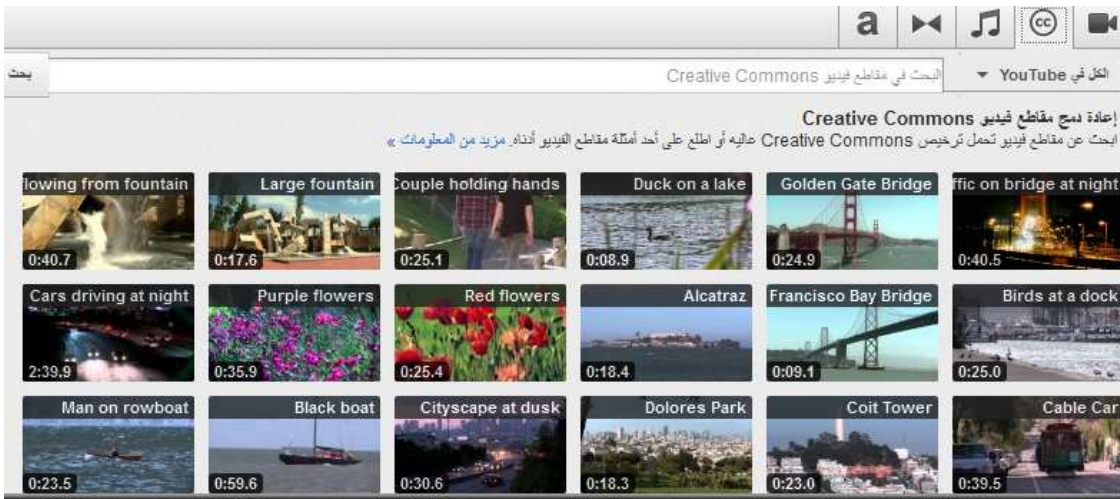 a
cc
الكل في YouTube
البحث في مقاطع فيديو Creative Commons
بحث
إعادة دمج مقاطع فيديو Creative Commons
ابحث عن مقاطع فيديو تحمل ترخيص Creative Commons عاليه أو اطلع على أحد أمثلة مقاطع الفيديو أدناه. مزيد من المعلومات »
lowing from fountain
0:40.7
Large fountain
0:17.6
Couple holding hands
0:25.1
Duck on a lake
0:08.9
Golden Gate Bridge
0:24.9
ffic on bridge at night
0:40.5
Cars driving at night
2:39.9
Purple flowers
0:35.9
Red flowers
0:25.4
Alcatraz
0:18.4
Francisco Bay Bridge
0:09.1
Birds at a dock
0:25.0
Man on rowboat
0:23.5
Black boat
0:59.6
Cityscape at dusk
0:30.6
Dolores Park
0:18.3
Coit Tower
0:23.0
Cable Car
0:39.5